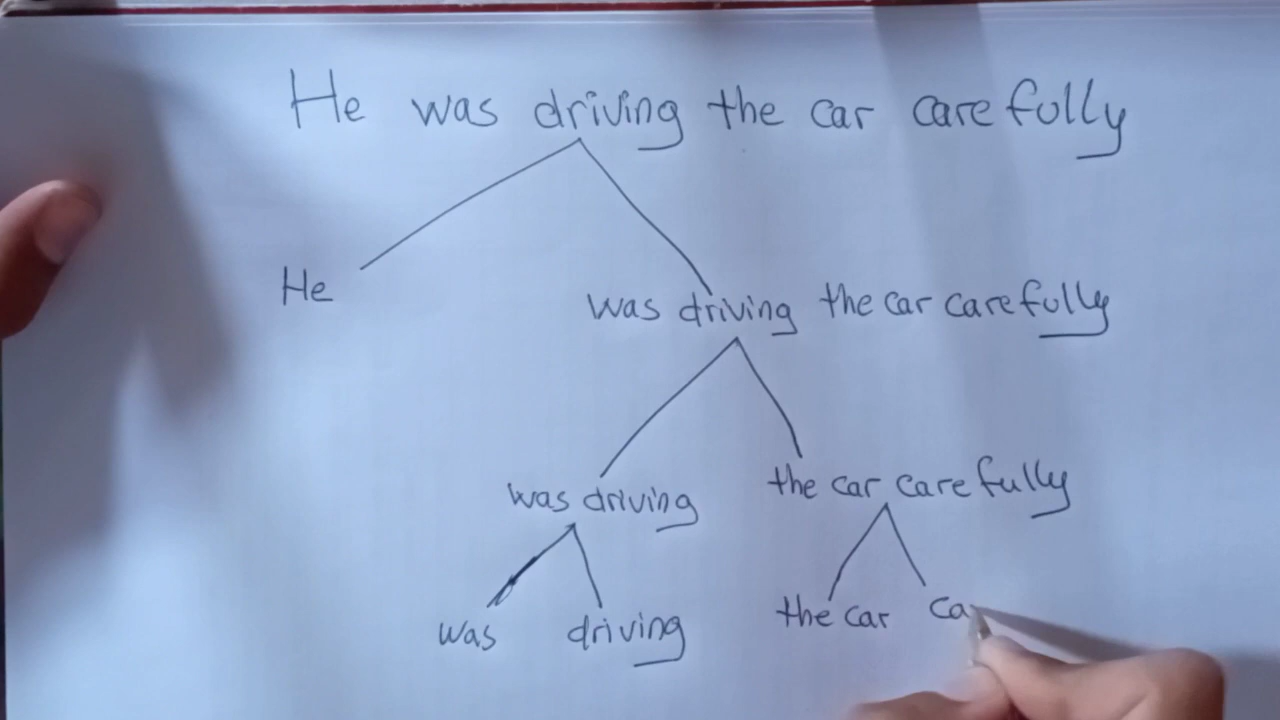 He was driving the car carefully
He
was driving the car carefully
was driving
the car carefully
was
driving
the car
ca